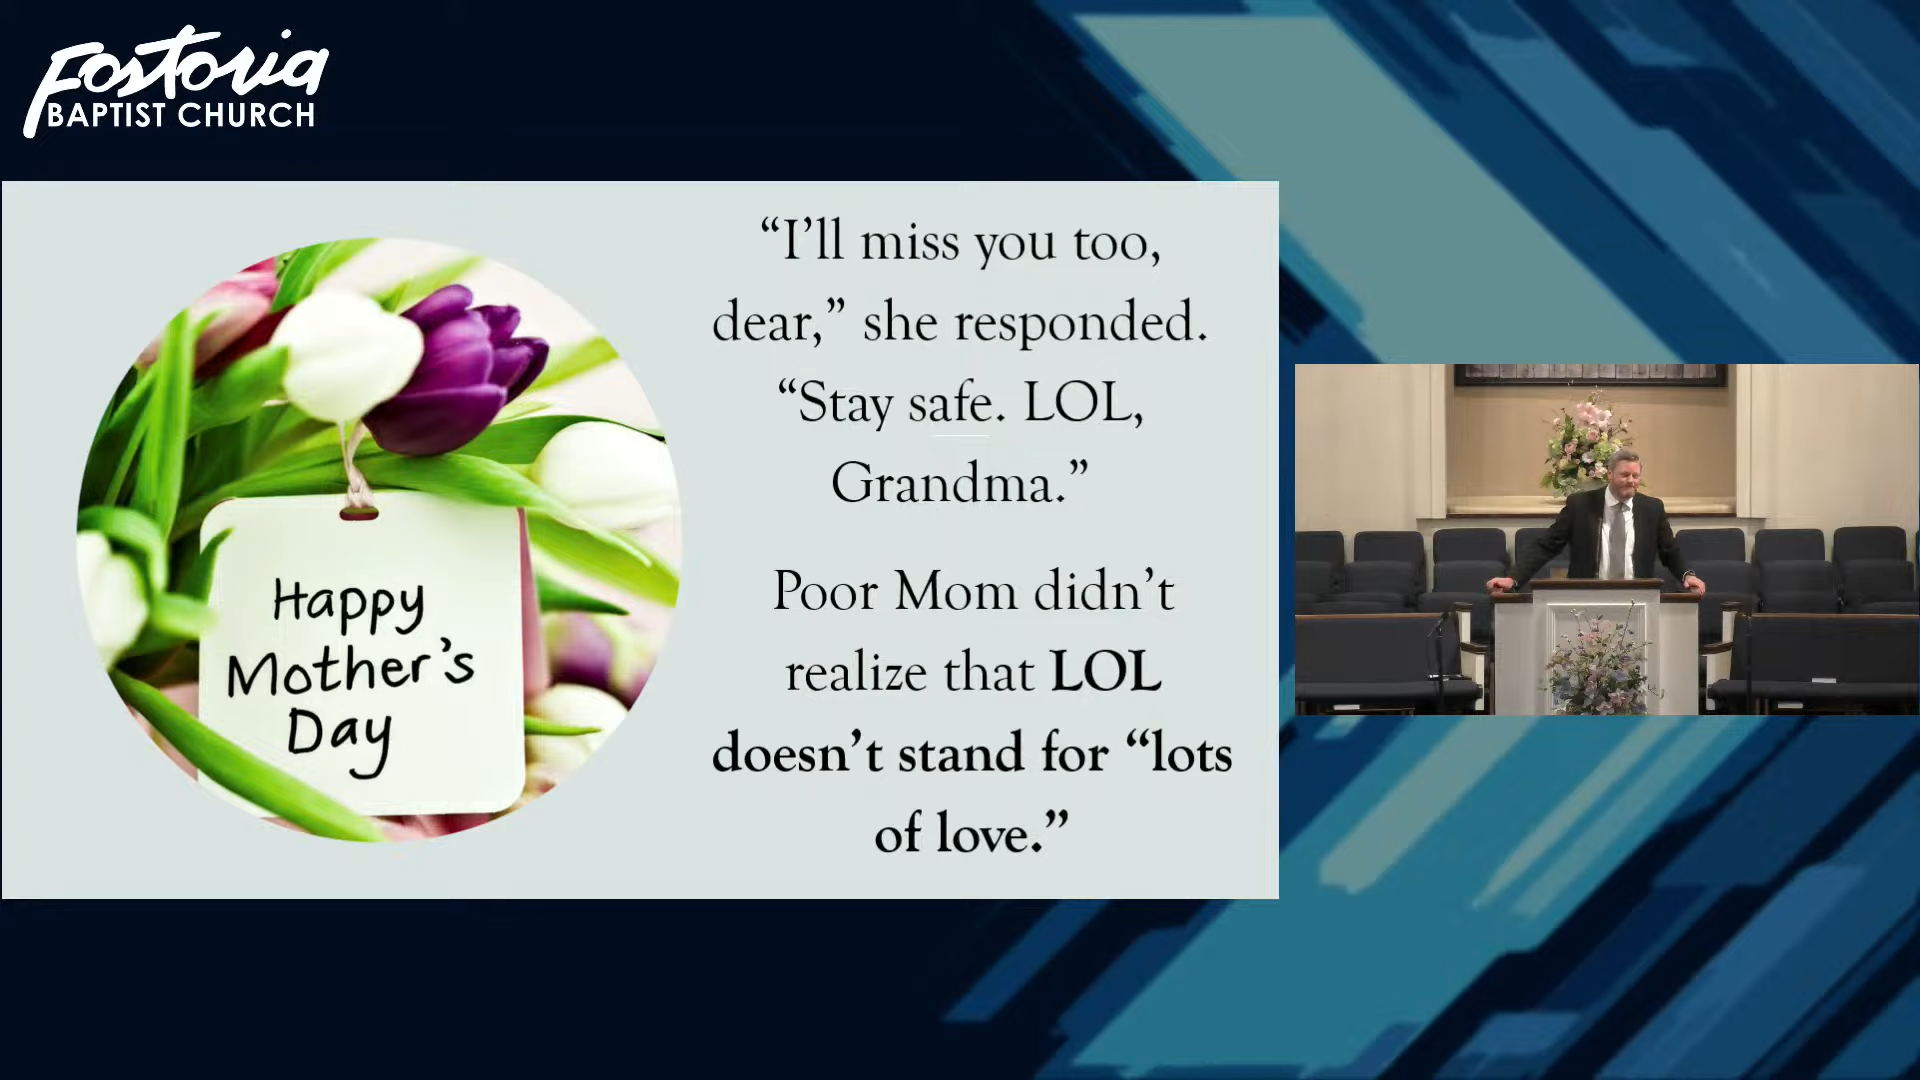 Fostoria
BAPTIST CHURCH
“I’ll miss you too,
dear,” she responded.
“Stay safe. LOL,
Grandma.”
Poor Mom didn’t
realize that LOL
doesn’t stand for “lots
of love.”
Happy
Mother’s
Day